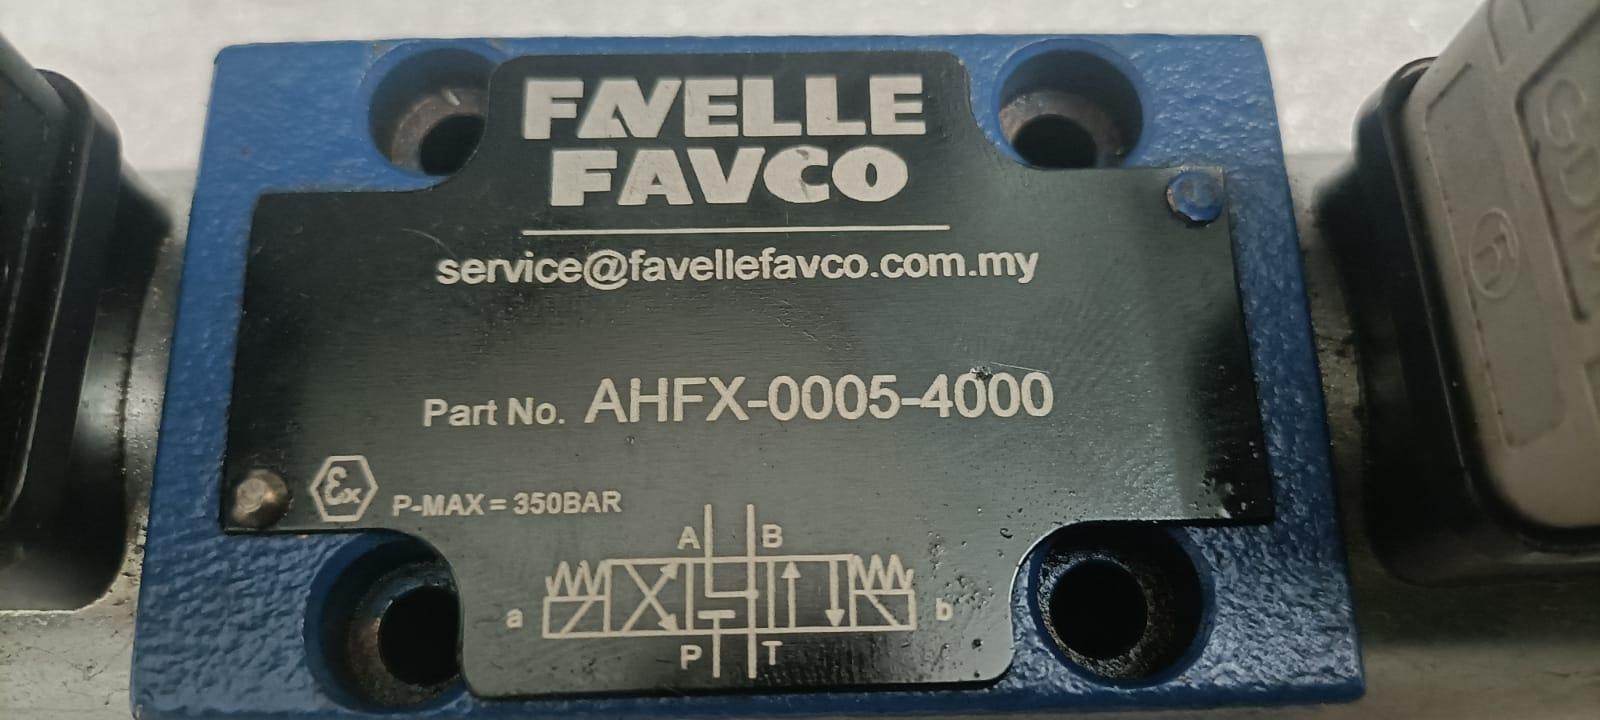 FAVELLE
FAVCO
service@favellefavco.com.my
Part No. AHFX-0005-4000
Ex P-MAX = 350BAR
A B
a b
P T